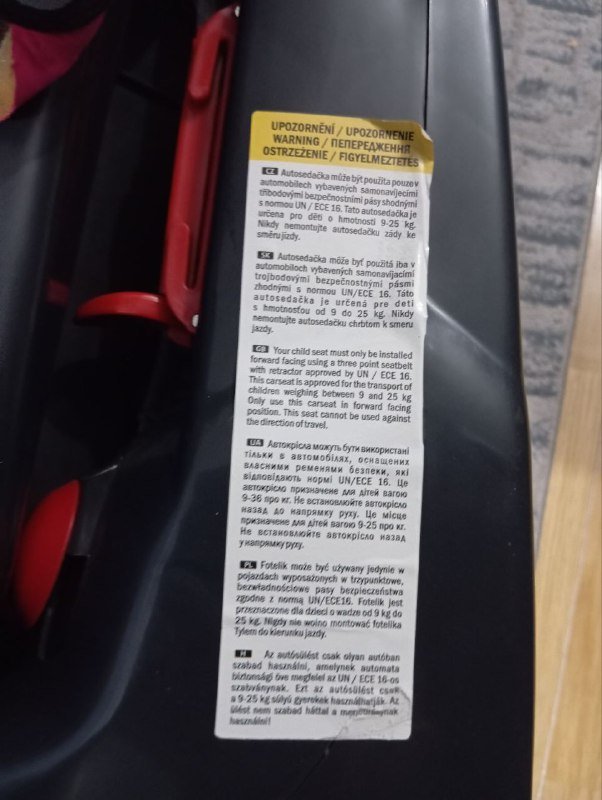 UPOZORNĚNÍ / UPOZORNENIE
WARNING / ПЕПЕРЕДЖЕННЯ
OSTRZEŻENIE / FIGYELMEZTETÉS
CZ Autosedačka může být použita pouze v
automobilech vybavených samonavíjecími
tříbodovými bezpečnostními pásy shodnými
s normou UN / ECE 16. Tato autosedačka je
určena pro děti o hmotnosti 9-25 kg.
Nikdy nemontujte autosedačku zády ke
směru jízdy.
SK Autosedačka môže byť použitá iba v
automobiloch vybavených samonavíjacími
trojbodovými bezpečnostnými pásmi
zhodnými s normou UN/ECE 16. Táto
autosedačka je určená pre deti
s hmotnosťou od 9 do 25 kg. Nikdy
nemontujte autosedačku chrbtom k smeru
jazdy.
GB Your child seat must only be installed
forward facing using a three point seatbelt
with retractor approved by UN / ECE 16.
This carseat is approved for the transport of
children weighing between 9 and 25 kg
Only use this carseat in forward facing
position. This seat cannot be used against
the direction of travel.
UA Автокрісла можуть бути використані
тільки в автомобілях, оснащених
власними ременями безпеки, які
відповідають нормі UN/ECE 16. Це
автокрісло призначене для дітей вагою
9-36 про кг. Не встановлюйте автокрісло
назад до напрямку руху. Це місце
призначене для дітей вагою 9-25 про кг.
Не встановлюйте автокрісло назад
у напрямку руху.
PL Fotelik może być używany jedynie w
pojazdach wyposażonych w trzypunktowe,
bezwładnościowe pasy bezpieczeństwa
zgodne z normą UN/ECE16. Fotelik jest
przeznaczone dla dzieci o wadze od 9 kg do
25 kg. Nigdy nie wolno montować fotelika
Tyłem do kierunku jazdy.
H Az autósülést csak olyan autóban
szabad használni, amelynek automata
biztonsági öve megfelel az UN / ECE 16-os
szabványnak. Ezt az autósülést csak
a 9-25 kg súlyú gyerekek használhatják. Az
ülést nem szabad háttal a menetiránynak
használni!